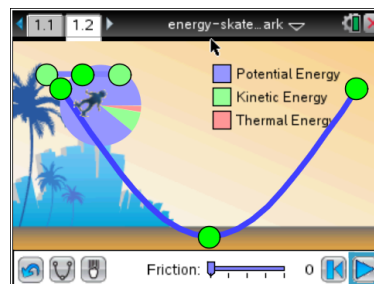 1.1 1.2 energy-skate...ark
Potential Energy
Kinetic Energy
Thermal Energy
Friction: 0